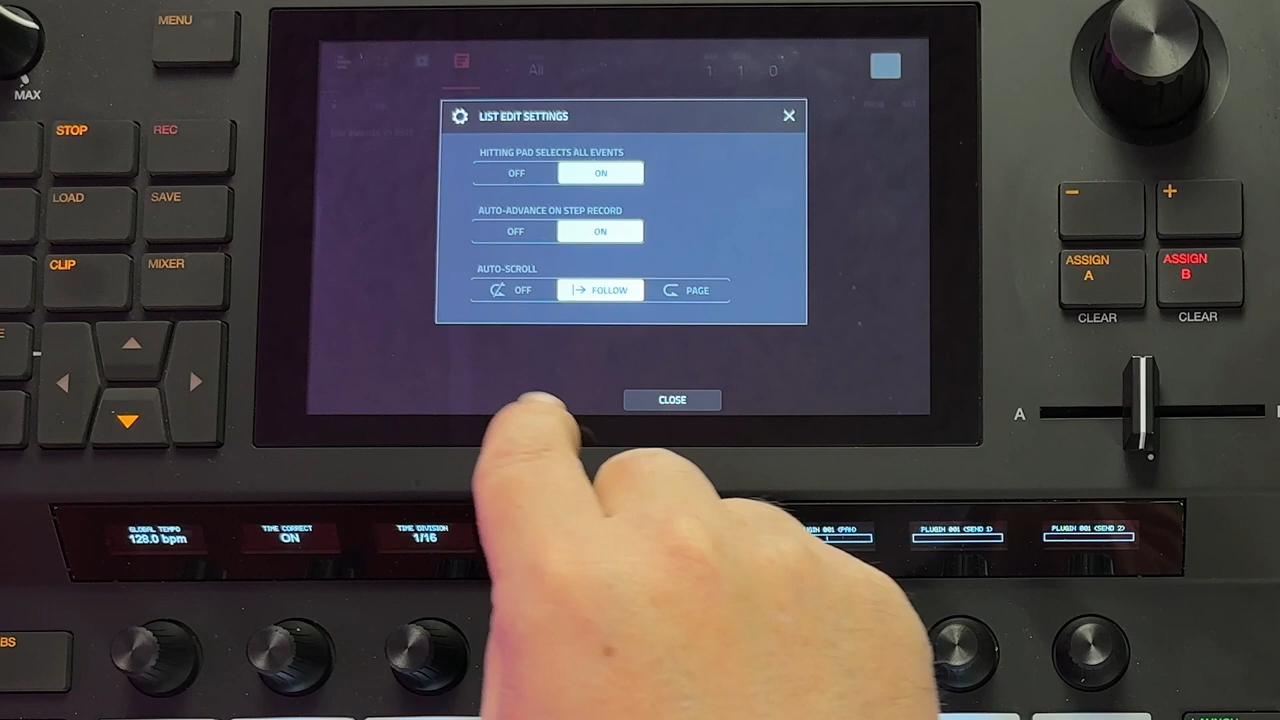 MENU
MAX
All
1 1 0
STOP
REC
LOAD
SAVE
CLIP
MIXER
LIST EDIT SETTINGS
HITTING PAD SELECTS ALL EVENTS
OFF ON
AUTO-ADVANCE ON STEP RECORD
OFF ON
AUTO-SCROLL
OFF FOLLOW PAGE
CLOSE
- +
ASSIGN A
ASSIGN B
CLEAR
CLEAR
A
GLOBAL TEMPO
128.0 bpm
TIME CORRECT
ON
TIME DIVISION
1/16
001 (PAN)
PLUGIN 001 (SEND 1)
PLUGIN 001 (SEND 2)
BS